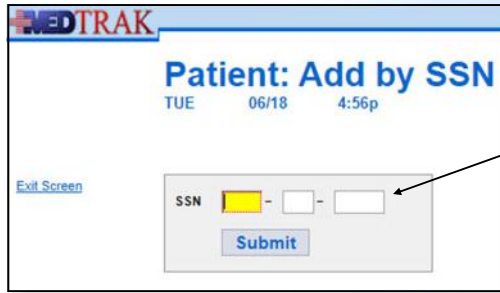 MEDTRAK
Patient: Add by SSN
TUE 06/18 4:56p
Exit Screen
SSN - -
Submit